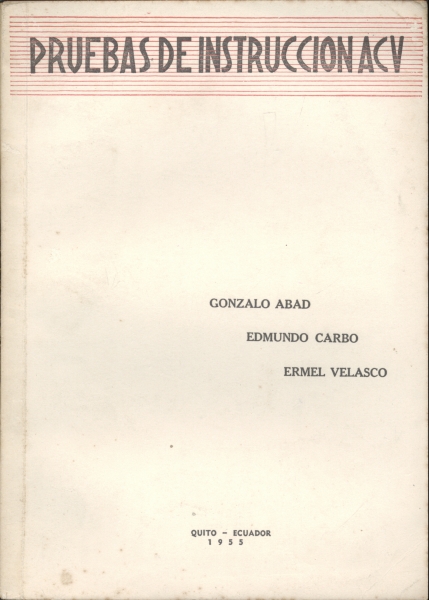 PRUEBAS DE INSTRUCCION ACV
GONZALO ABAD
EDMUNDO CARBO
ERMEL VELASCO
QUITO - ECUADOR
1955